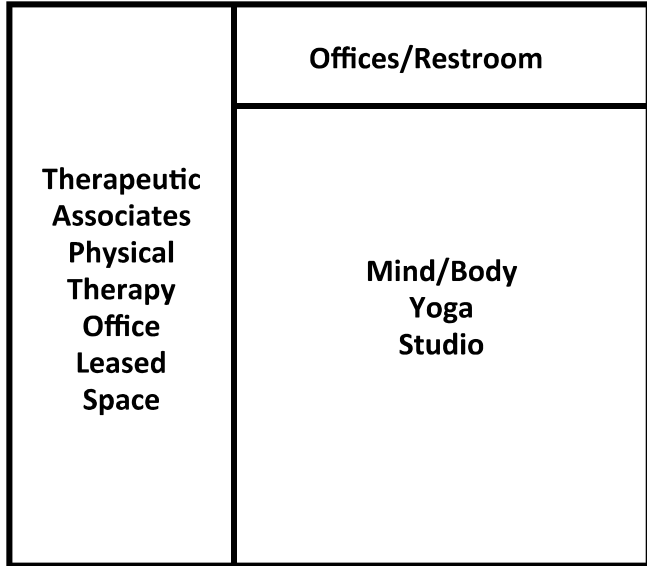 Offices/Restroom
Therapeutic
Associates
Physical
Therapy
Office
Leased
Space
Mind/Body
Yoga
Studio